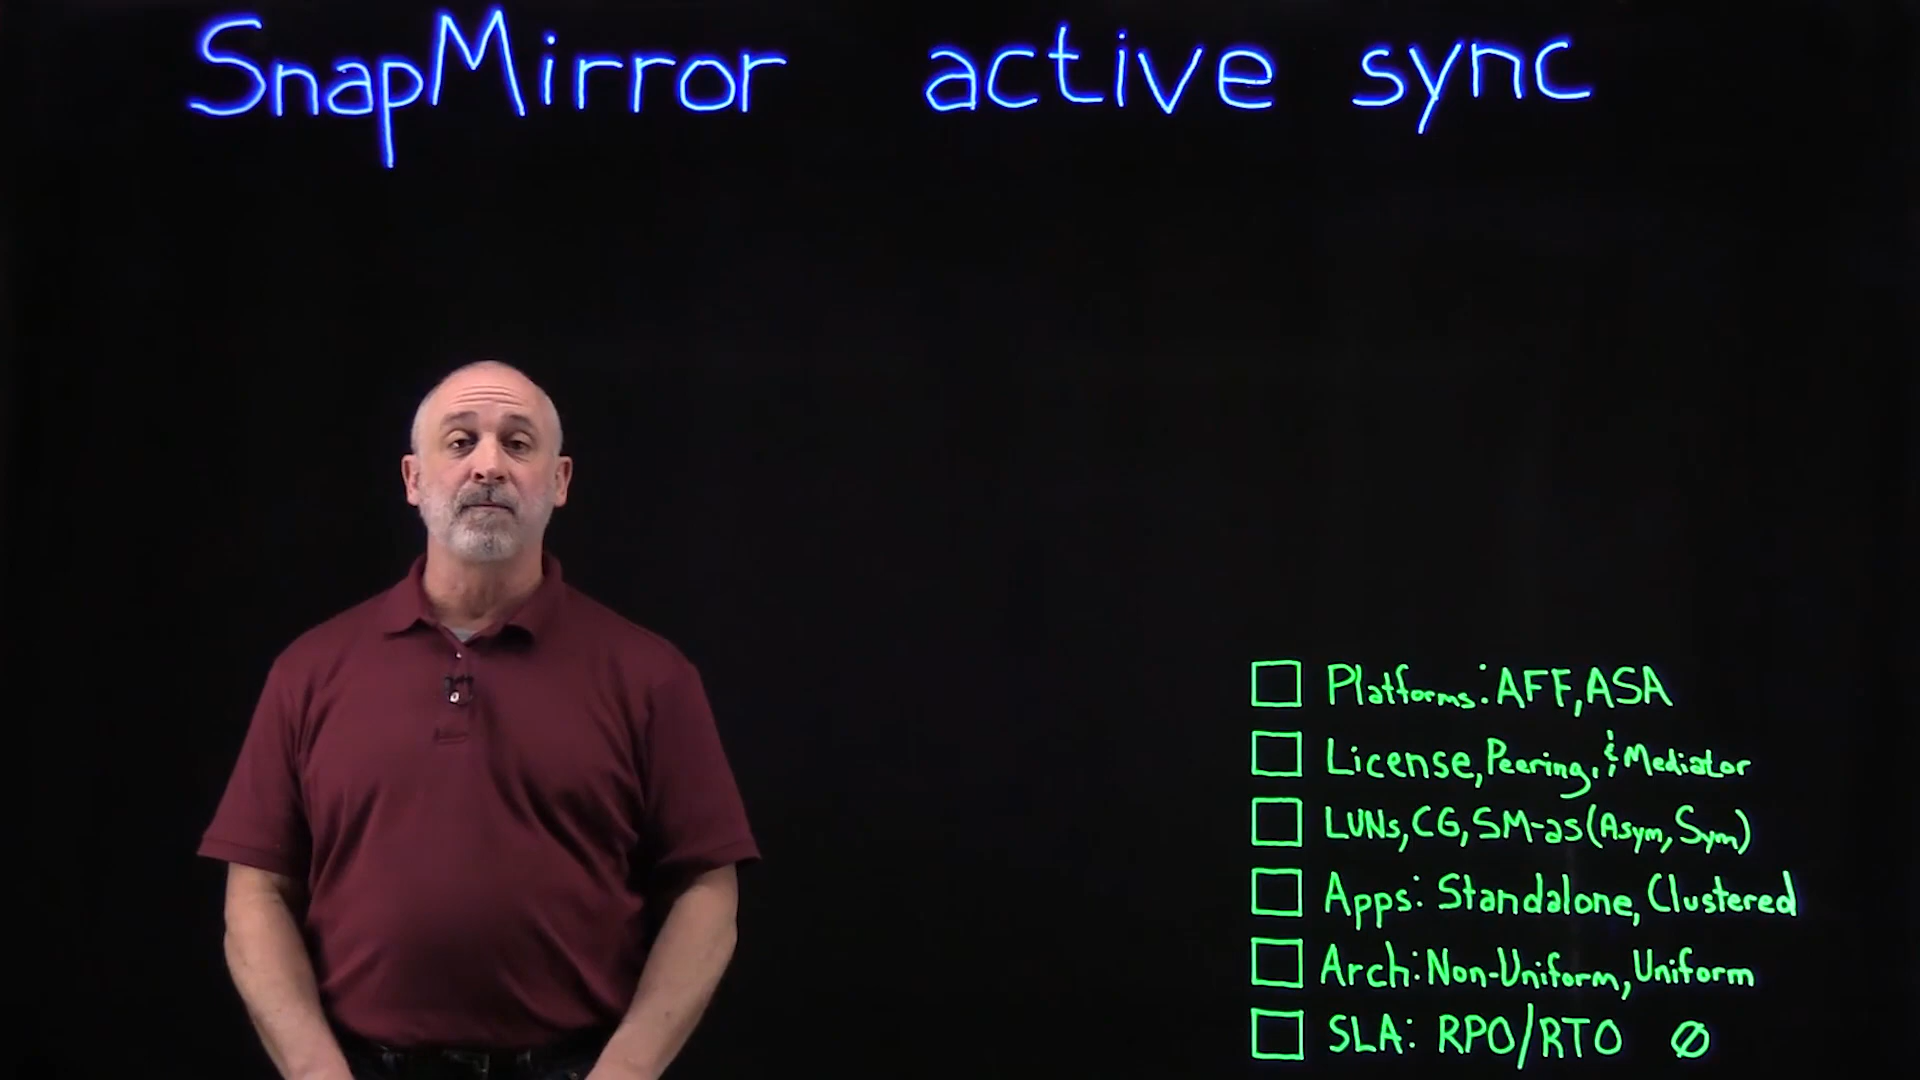 SnapMirror active sync
Platforms: AFF, ASA
License, Peering, & Mediator
LUNs, CG, SM-as (Asym, Sym)
Apps: Standalone, Clustered
Arch: Non-Uniform, Uniform
SLA: RPO/RTO Ø